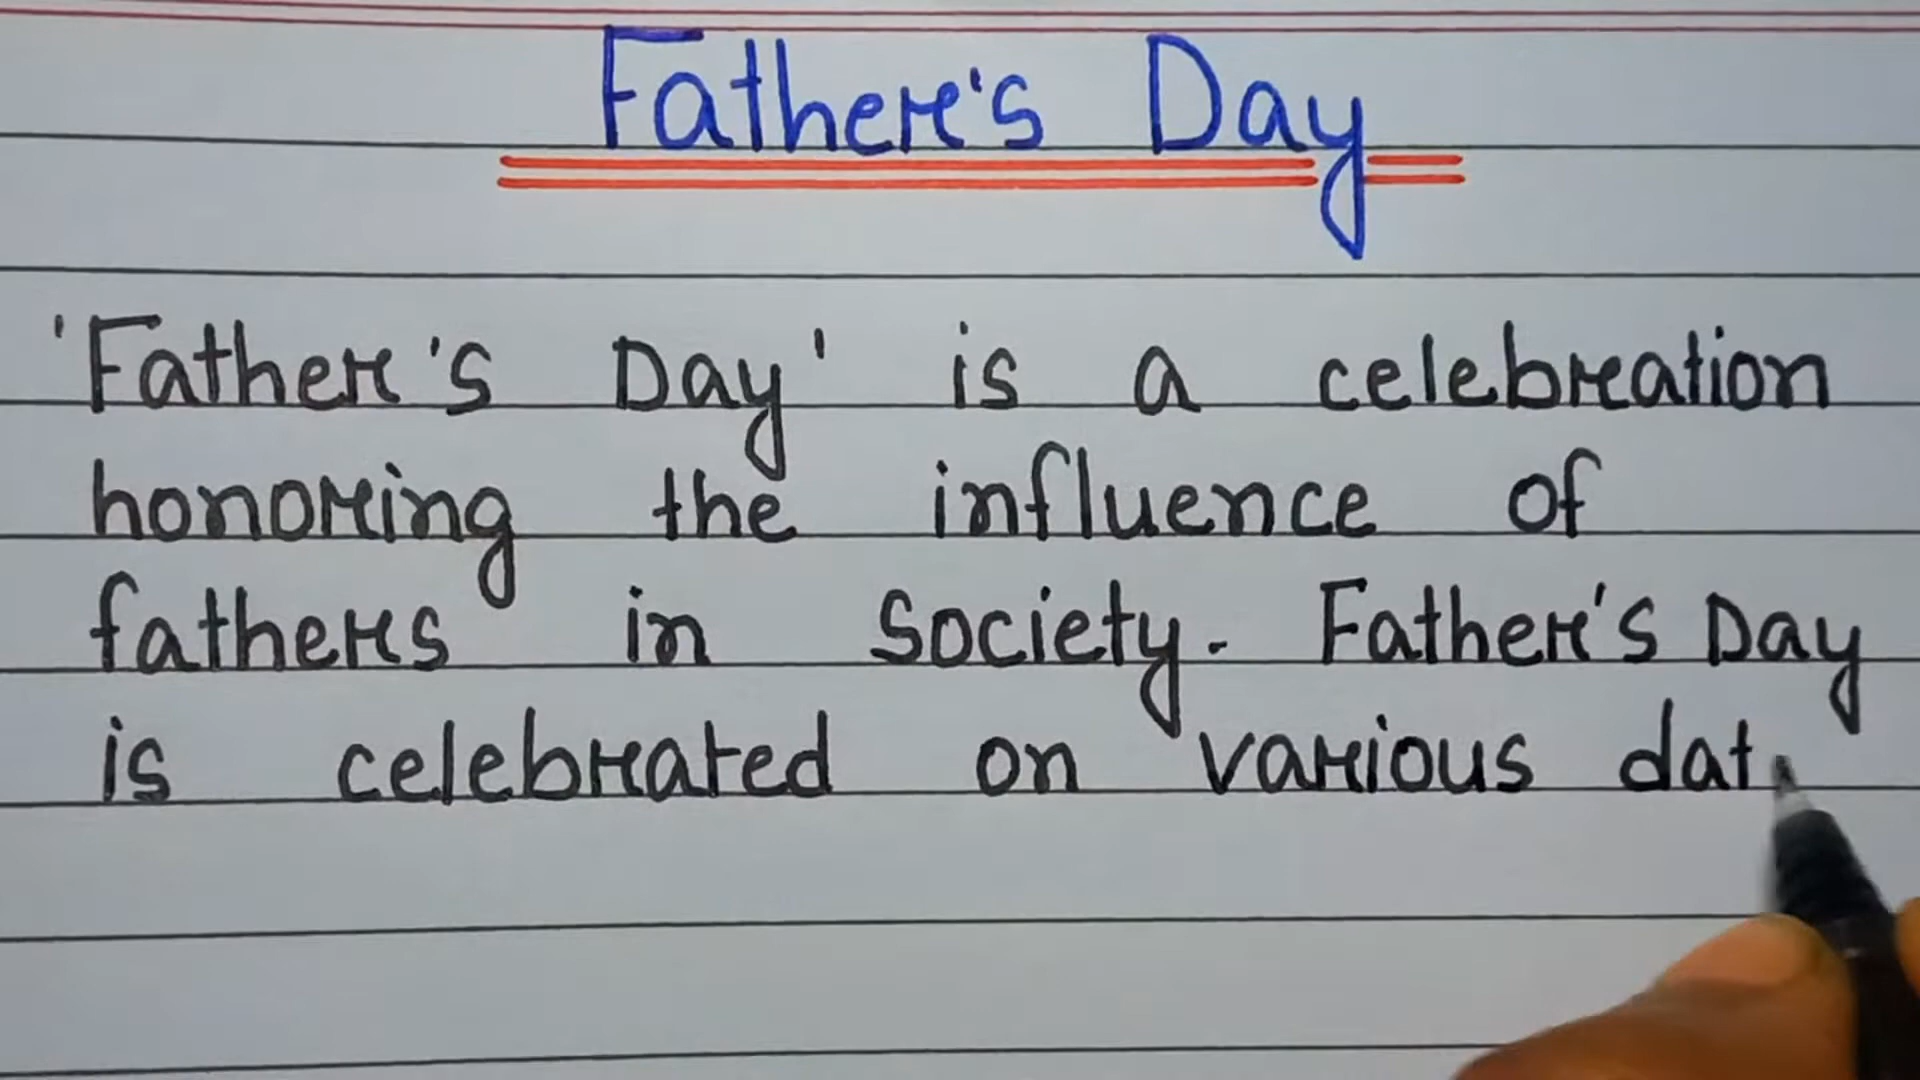 Father's Day
'Father's Day' is a celebration
honoring the influence of
fathers in society. Father's Day
is celebrated on various dat